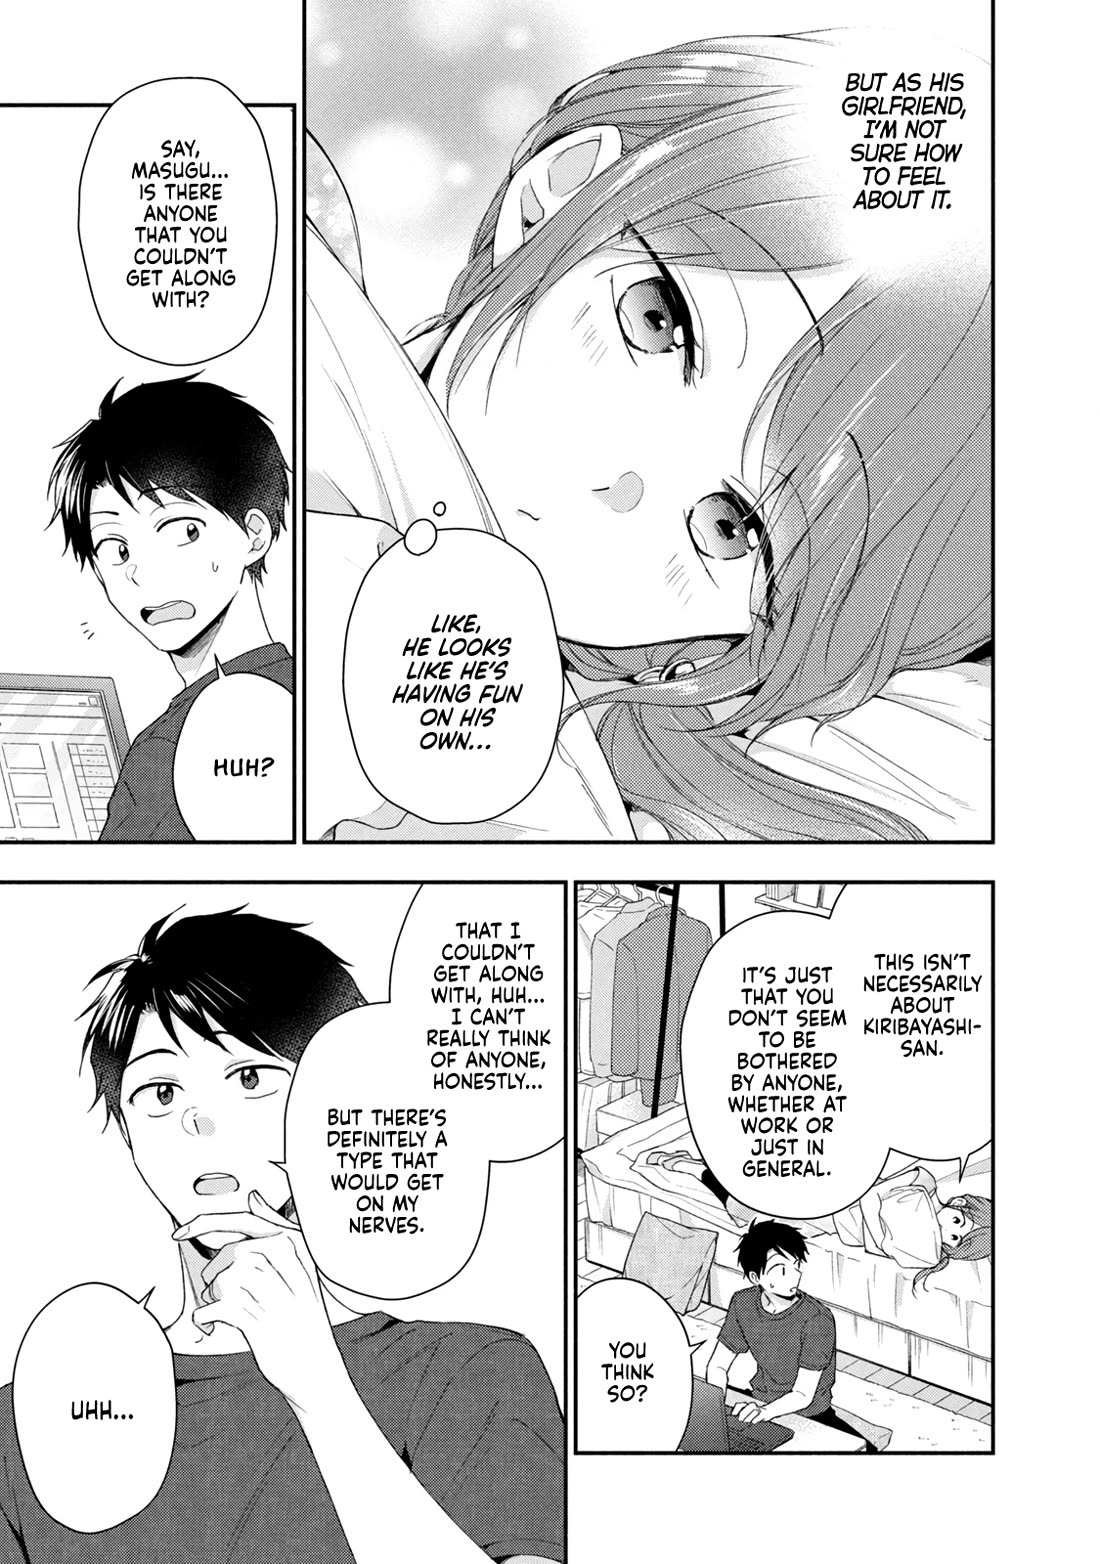 BUT AS HIS
GIRLFRIEND,
I'M NOT
SURE HOW
TO FEEL
ABOUT IT.
LIKE,
HE LOOKS
LIKE HE'S
HAVING FUN
ON HIS
OWN...
SAY,
MASUGU...
IS THERE
ANYONE
THAT YOU
COULDN'T
GET ALONG
WITH?
HUH?
THIS ISN'T
NECESSARILY
ABOUT
KIRIBAYASHI-
SAN.
IT'S JUST
THAT YOU
DON'T SEEM
TO BE
BOTHERED
BY ANYONE,
WHETHER AT
WORK OR
JUST IN
GENERAL.
YOU
THINK
SO?
THAT I
COULDN'T
GET ALONG
WITH, HUH...
I CAN'T
REALLY THINK
OF ANYONE,
HONESTLY...
BUT THERE'S
DEFINITELY A
TYPE THAT
WOULD GET
ON MY
NERVES.
UHH...